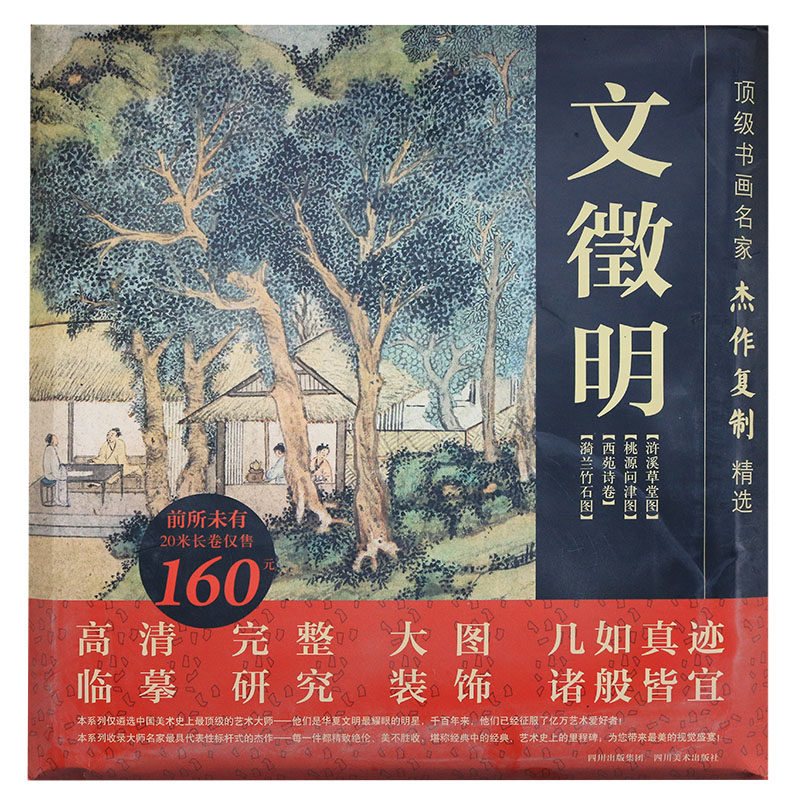 顶级书画名家 杰作复制 精选
文徵明
【浒溪草堂图】
【桃源问津图】
【西苑诗卷】
【漪兰竹石图】
前所未有
20米长卷仅售
160元
高清 完整 大图 几如真迹
临摹 研究 装饰 诸般皆宜
本系列仅遴选中国美术史上最顶级的艺术大师——他们是华夏文明最耀眼的明星，千百年来，他们已经征服了亿万艺术爱好者！
本系列收录大师名家最具代表性标杆式的杰作——每一件都精致绝伦、美不胜收，堪称经典中的经典，艺术史上的里程碑，为您带来最美的视觉盛宴！
四川出版集团 四川美术出版社